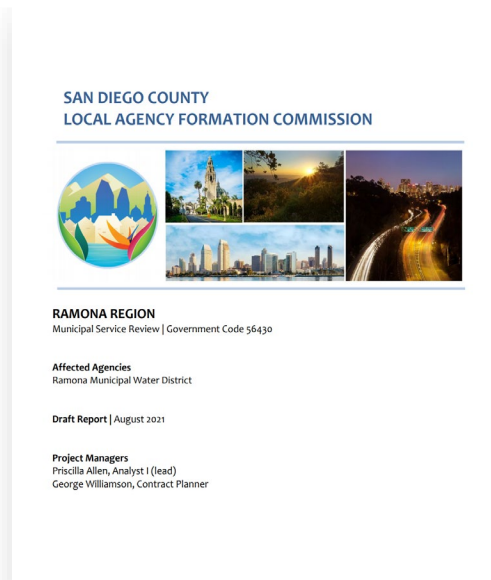 SAN DIEGO COUNTY
LOCAL AGENCY FORMATION COMMISSION
RAMONA REGION
Municipal Service Review | Government Code 56430
Affected Agencies
Ramona Municipal Water District
Draft Report | August 2021
Project Managers
Priscilla Allen, Analyst I (lead)
George Williamson, Contract Planner